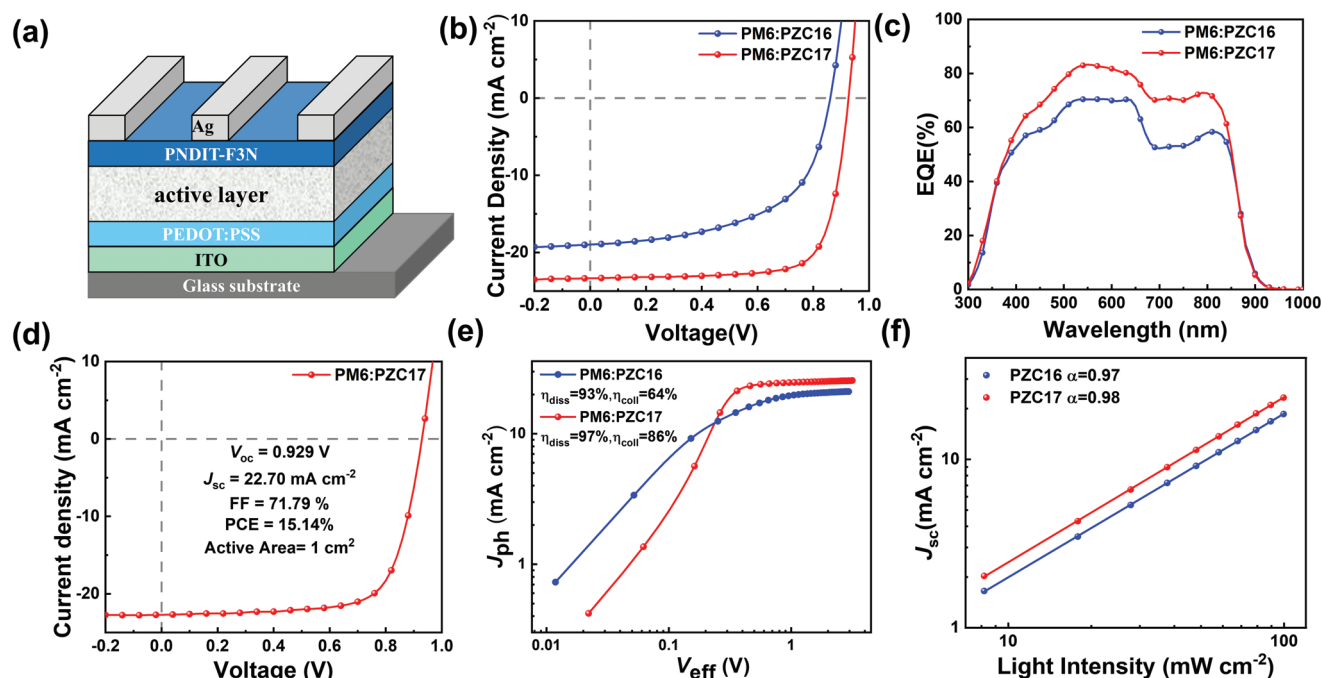 (a)
Ag
PNDIT-F3N
active layer
PEDOT:PSS
ITO
Glass substrate
(b)
PM6:PZC16
PM6:PZC17
Current Density (mA cm-2)
10
0
-10
-20
-0.2 0.0 0.2 0.4 0.6 0.8 1.0
Voltage(V)
(c)
PM6:PZC16
PM6:PZC17
EQE(%)
100
80
60
40
20
0
300 400 500 600 700 800 900 1000
Wavelength (nm)
(d)
PM6:PZC17
Current density (mA cm-2)
10
0
-10
-20
Voc = 0.929 V
Jsc = 22.70 mA cm-2
FF = 71.79 %
PCE = 15.14%
Active Area= 1 cm2
-0.2 0.0 0.2 0.4 0.6 0.8 1.0
Voltage (V)
(e)
PM6:PZC16
ηdiss=93%,ηcoll=64%
PM6:PZC17
ηdiss=97%,ηcoll=86%
Jph (mA cm-2)
10
1
0.01 0.1 1
Veff (V)
(f)
PZC16 α=0.97
PZC17 α=0.98
Jsc(mA cm-2)
10
1
10 100
Light Intensity (mW cm-2)